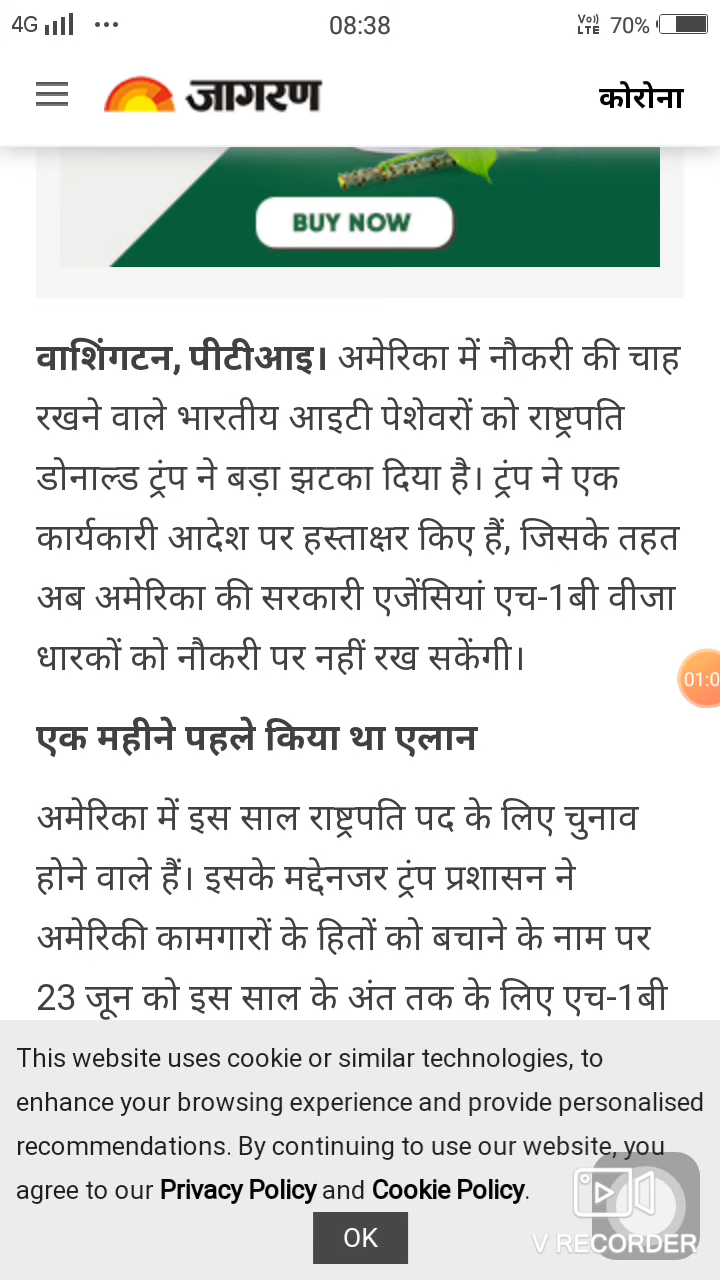 4G 08:38 Vo)) LTE 70%
जागरण कोरोना
BUY NOW
वाशिंगटन, पीटीआइ। अमेरिका में नौकरी की चाह
रखने वाले भारतीय आइटी पेशेवरों को राष्ट्रपति
डोनाल्ड ट्रंप ने बड़ा झटका दिया है। ट्रंप ने एक
कार्यकारी आदेश पर हस्ताक्षर किए हैं, जिसके तहत
अब अमेरिका की सरकारी एजेंसियां एच-1बी वीजा
धारकों को नौकरी पर नहीं रख सकेंगी।
01:0
एक महीने पहले किया था एलान
अमेरिका में इस साल राष्ट्रपति पद के लिए चुनाव
होने वाले हैं। इसके मद्देनजर ट्रंप प्रशासन ने
अमेरिकी कामगारों के हितों को बचाने के नाम पर
23 जून को इस साल के अंत तक के लिए एच-1बी
This website uses cookie or similar technologies, to
enhance your browsing experience and provide personalised
recommendations. By continuing to use our website, you
agree to our Privacy Policy and Cookie Policy.
OK
V RECORDER